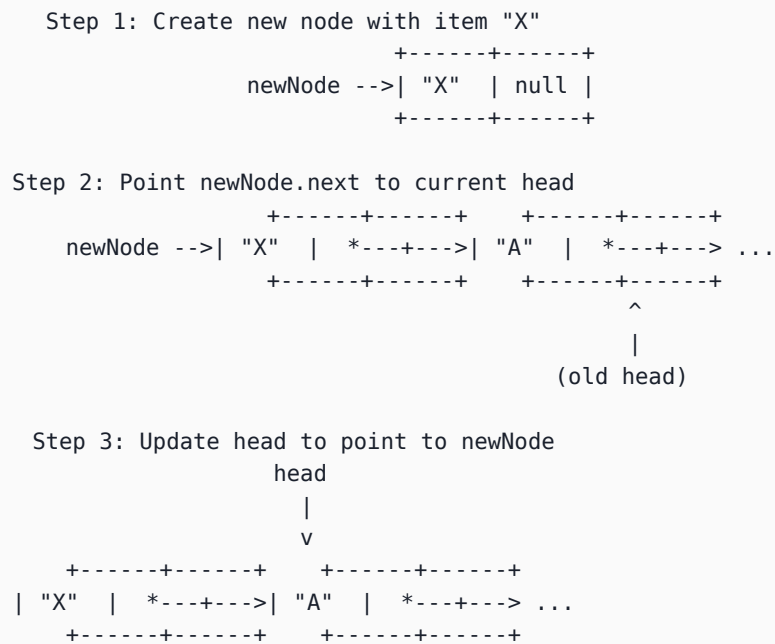 Step 1: Create new node with item "X"
+------+------+
newNode -->| "X"  | null |
+------+------+
Step 2: Point newNode.next to current head
+------+------+    +------+------+
newNode -->| "X"  |  *---+--->| "A"  |  *---+---> ...
+------+------+    +------+------+
^
|
(old head)
Step 3: Update head to point to newNode
head
|
v
+------+------+    +------+------+
| "X"  |  *---+--->| "A"  |  *---+---> ...
+------+------+    +------+------+